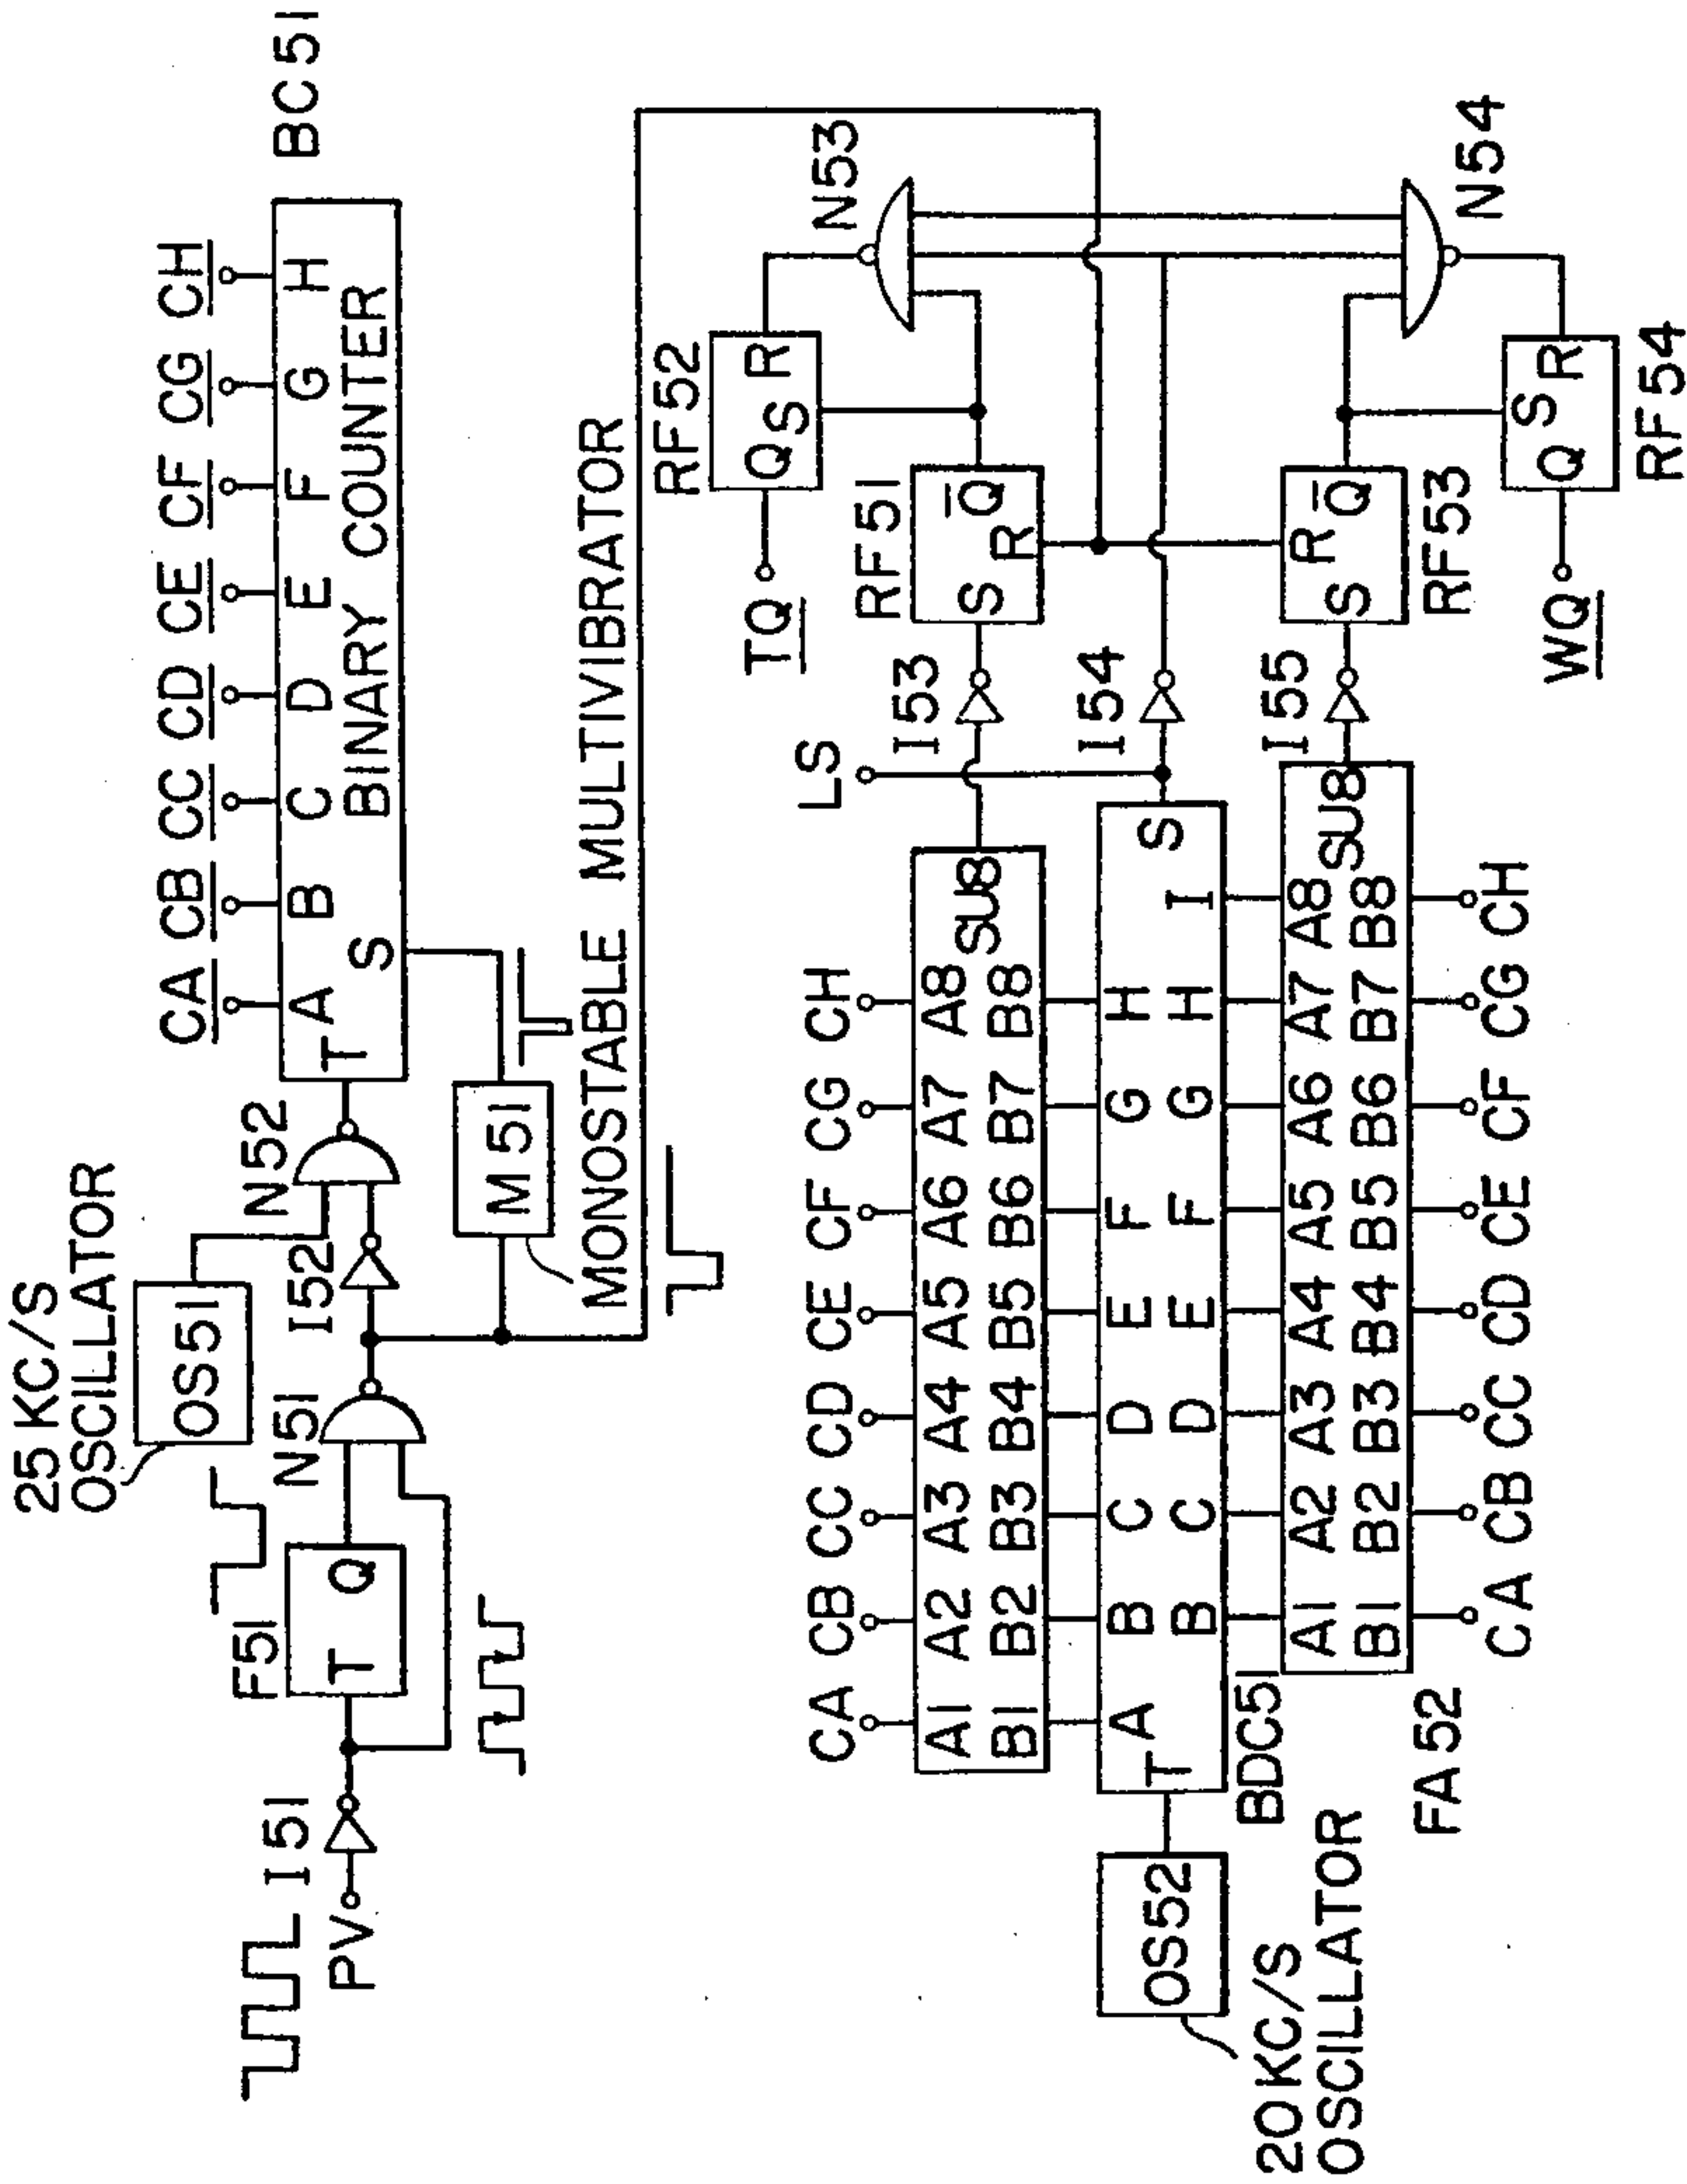 25 KC/S
OSCILLATOR
OS51
PV
I51
F51
T Q
N51
I52
N52
M51
MONOSTABLE MULTIVIBRATOR
CA CB CC CD CE CF CG CH
T A B C D E F G H
S
BINARY COUNTER
BC51
CA CB CC CD CE CF CG CH
A1 A2 A3 A4 A5 A6 A7 A8
SU8
B1 B2 B3 B4 B5 B6 B7 B8
A B C D E F G H
T
S
B C D E F G H I
BDC51
OS52
20KC/S
OSCILLATOR
A1 A2 A3 A4 A5 A6 A7 A8
SU8
B1 B2 B3 B4 B5 B6 B7 B8
FA52
CA CB CC CD CE CF CG CH
LS
I53
I54
I55
TQ
RF52
Q S R
RF51
S R Q
N53
RF53
S R Q
WQ
Q S R
RF54
N54